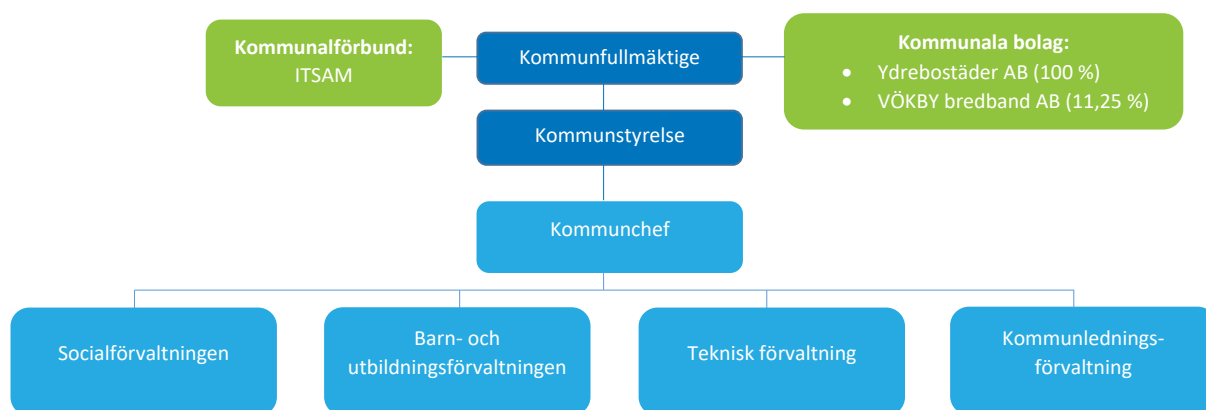 Kommunalförbund:
ITSAM
Kommunfullmäktige
Kommunala bolag:
• Ydrebostäder AB (100 %)
• VÖKBY bredband AB (11,25 %)
Kommunstyrelse
Kommunchef
Socialförvaltningen
Barn- och
utbildningsförvaltningen
Teknisk förvaltning
Kommunlednings-
förvaltning